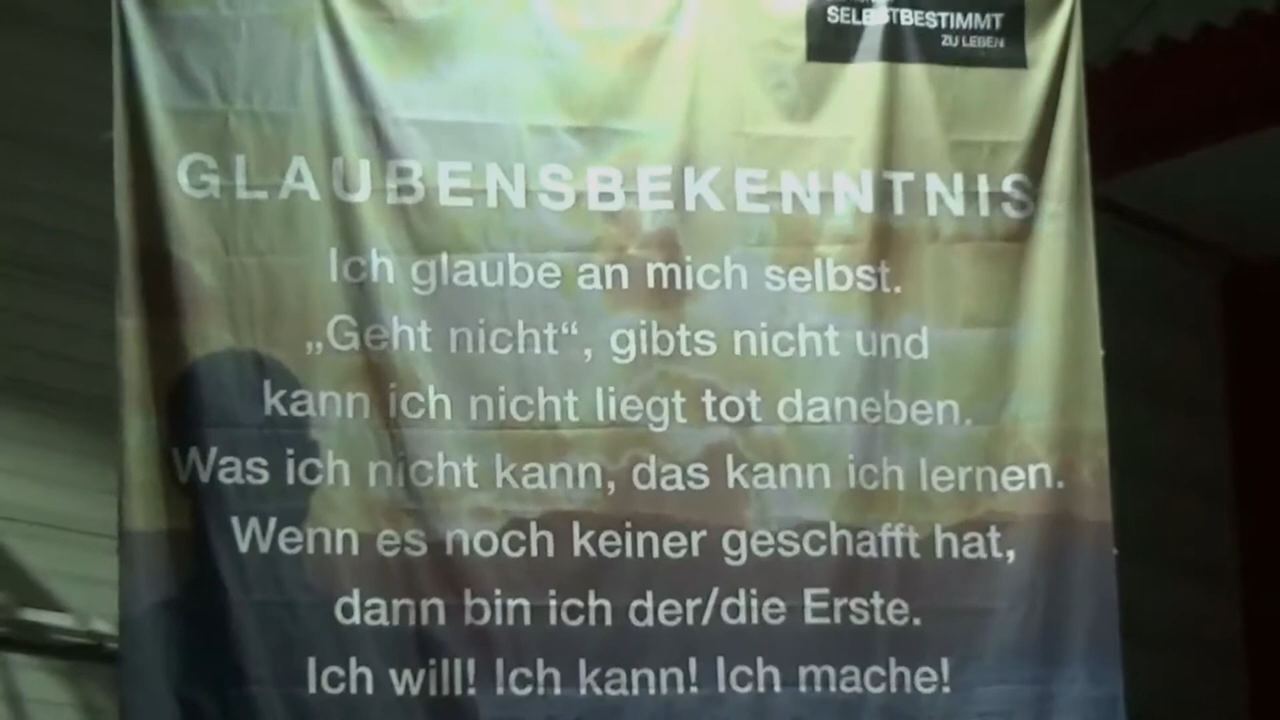 SELBSTBESTIMMT
ZU LEBEN
GLAUBENSBEKENNTNIS
Ich glaube an mich selbst.
„Geht nicht“, gibts nicht und
kann ich nicht liegt tot daneben.
Was ich nicht kann, das kann ich lernen.
Wenn es noch keiner geschafft hat,
dann bin ich der/die Erste.
Ich will! Ich kann! Ich mache!